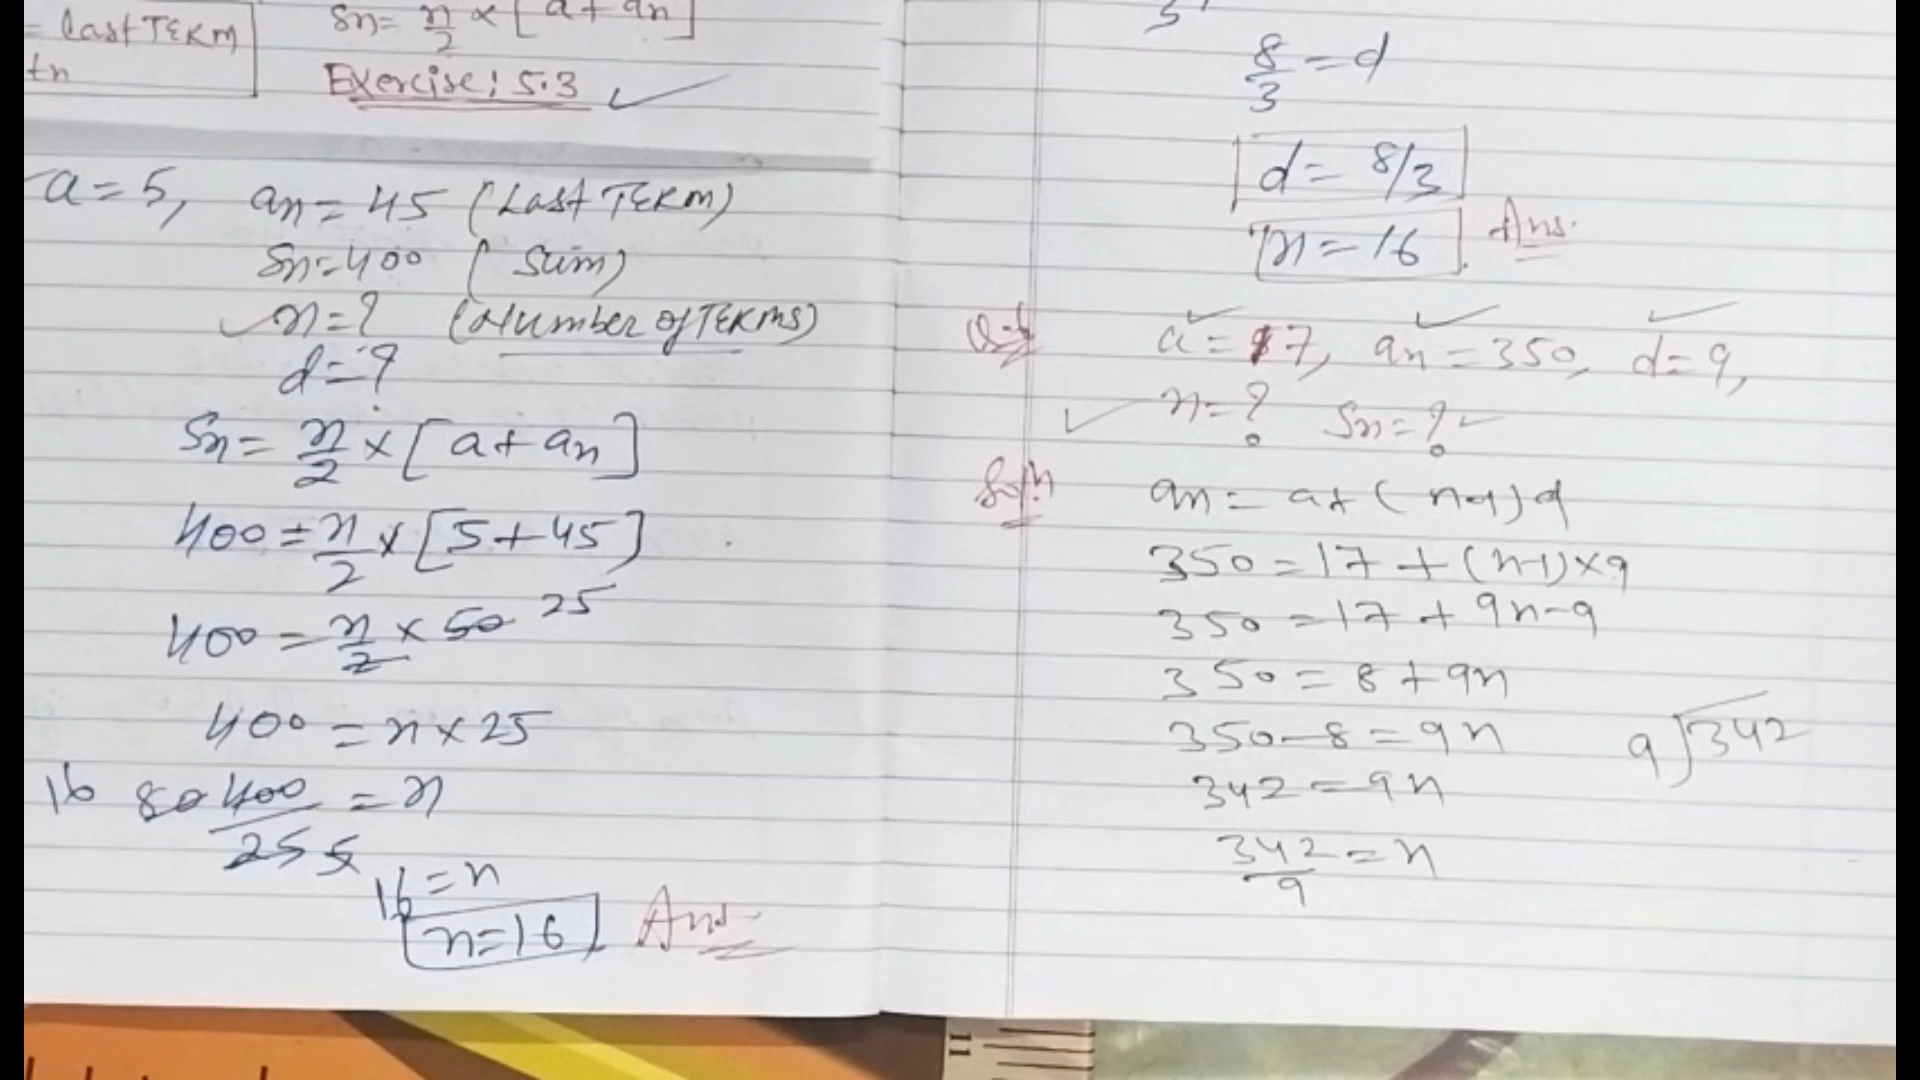 = Last TERM
tn
Sn = n/2 × [a + an]
Exercise: 5.3 ✓
a = 5, an = 45 (Last TERM)
Sn = 400 (Sum)
✓ n = ? (Number of TERMS)
d = ?
Sn = n/2 × [a + an]
400 = n/2 × [5 + 45]
400 = n/2 × 50 25
400 = n × 25
16 80 400/25 5 = n
16 = n
n = 16 Ans
8/3 = d
d = 8/3
n = 16. Ans.
a = 17, an = 350, d = 9,
✓ n = ? Sn = ? ✓
Soln
an = a + (n-1)d
350 = 17 + (n-1) × 9
350 = 17 + 9n - 9
350 = 8 + 9n
350 - 8 = 9n
9)342
342 = 9n
342/9 = n
11